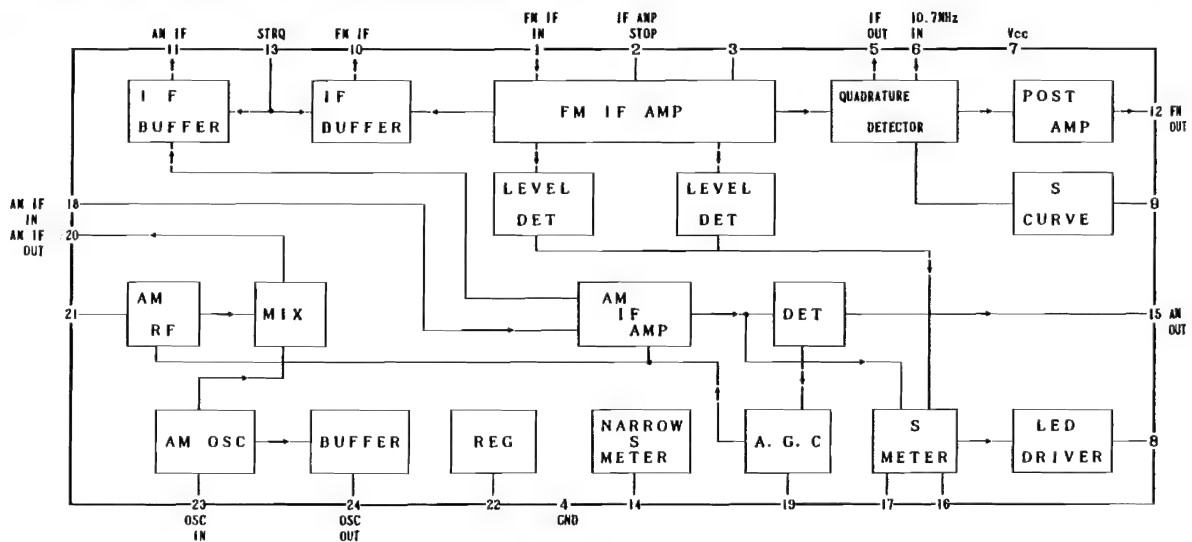 AM IF
11
STRQ
13
FM IF
10
FM IF
IN
1
IF AMP
STOP
2
3
IF
OUT
5
10.7MHz
IN
6
Vcc
7
IF
BUFFER
IF
BUFFER
FM IF AMP
QUADRATURE
DETECTOR
POST
AMP
12 FM
OUT
LEVEL
DET
LEVEL
DET
S
CURVE
9
AM IF
IN
18
AM IF
OUT
20
21
AM
RF
MIX
AM
IF
AMP
DET
15 AM
OUT
AM OSC
BUFFER
REG
NARROW
S
METER
A.G.C
S
METER
LED
DRIVER
8
23
OSC
IN
24
OSC
OUT
22
4
GND
14
19
17
16